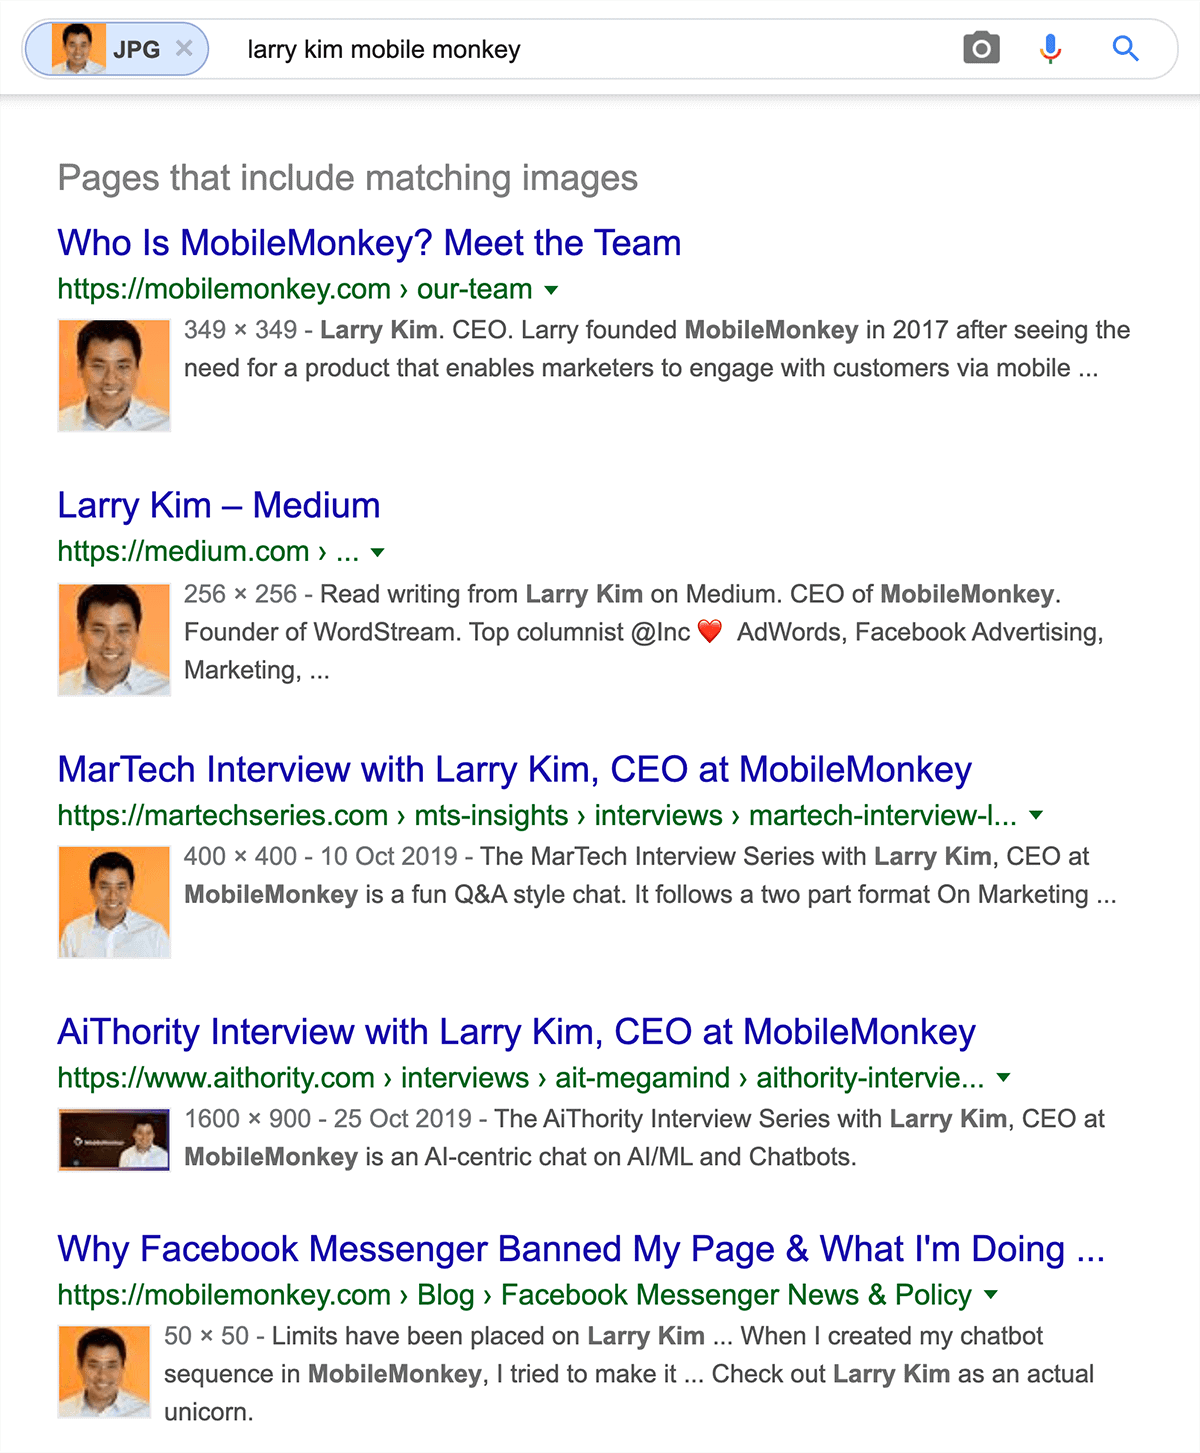 JPG × larry kim mobile monkey
Pages that include matching images
Who Is MobileMonkey? Meet the Team
https://mobilemonkey.com › our-team
349 × 349 - Larry Kim. CEO. Larry founded MobileMonkey in 2017 after seeing the
need for a product that enables marketers to engage with customers via mobile ...
Larry Kim – Medium
https://medium.com › ...
256 × 256 - Read writing from Larry Kim on Medium. CEO of MobileMonkey.
Founder of WordStream. Top columnist @Inc ❤️ AdWords, Facebook Advertising,
Marketing, ...
MarTech Interview with Larry Kim, CEO at MobileMonkey
https://martechseries.com › mts-insights › interviews › martech-interview-l...
400 × 400 - 10 Oct 2019 - The MarTech Interview Series with Larry Kim, CEO at
MobileMonkey is a fun Q&A style chat. It follows a two part format On Marketing ...
AiThority Interview with Larry Kim, CEO at MobileMonkey
https://www.aithority.com › interviews › ait-megamind › aithority-intervie...
1600 × 900 - 25 Oct 2019 - The AiThority Interview Series with Larry Kim, CEO at
MobileMonkey is an AI-centric chat on AI/ML and Chatbots.
MobileMonkey
Why Facebook Messenger Banned My Page & What I'm Doing ...
https://mobilemonkey.com › Blog › Facebook Messenger News & Policy
50 × 50 - Limits have been placed on Larry Kim ... When I created my chatbot
sequence in MobileMonkey, I tried to make it ... Check out Larry Kim as an actual
unicorn.